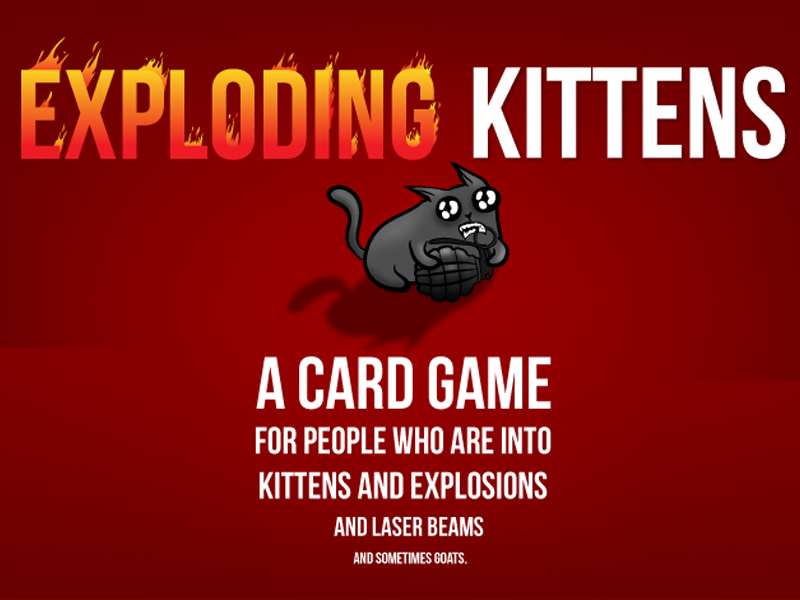 EXPLODING KITTENS
A CARD GAME
FOR PEOPLE WHO ARE INTO
KITTENS AND EXPLOSIONS
AND LASER BEAMS
AND SOMETIMES GOATS.